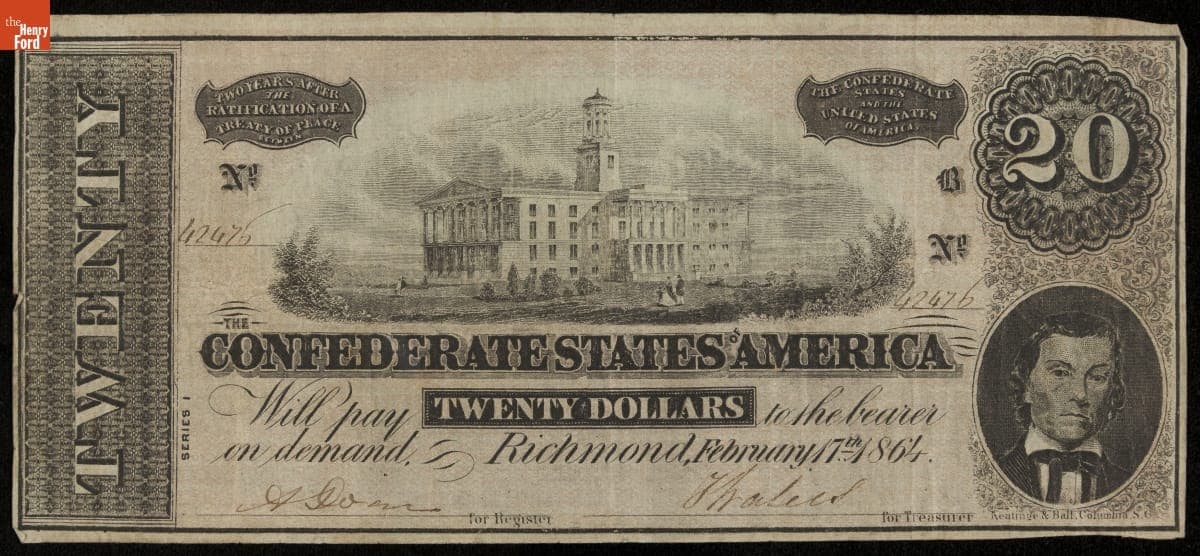 the
Henry
Ford
TWENTY
TWO YEARS AFTER
THE
RATIFICATION OF A
TREATY OF PEACE
BETWEEN
THE CONFEDERATE
STATES
AND THE
UNITED STATES
OF AMERICA
20
Nº
42476
B
Nº
42476
THE
CONFEDERATE STATES OF AMERICA
SERIES 1
Will pay TWENTY DOLLARS to the bearer
on demand. Richmond, February 17th 1864.
for Register
for Treasurer
Keatinge & Ball, Columbia, S.C.